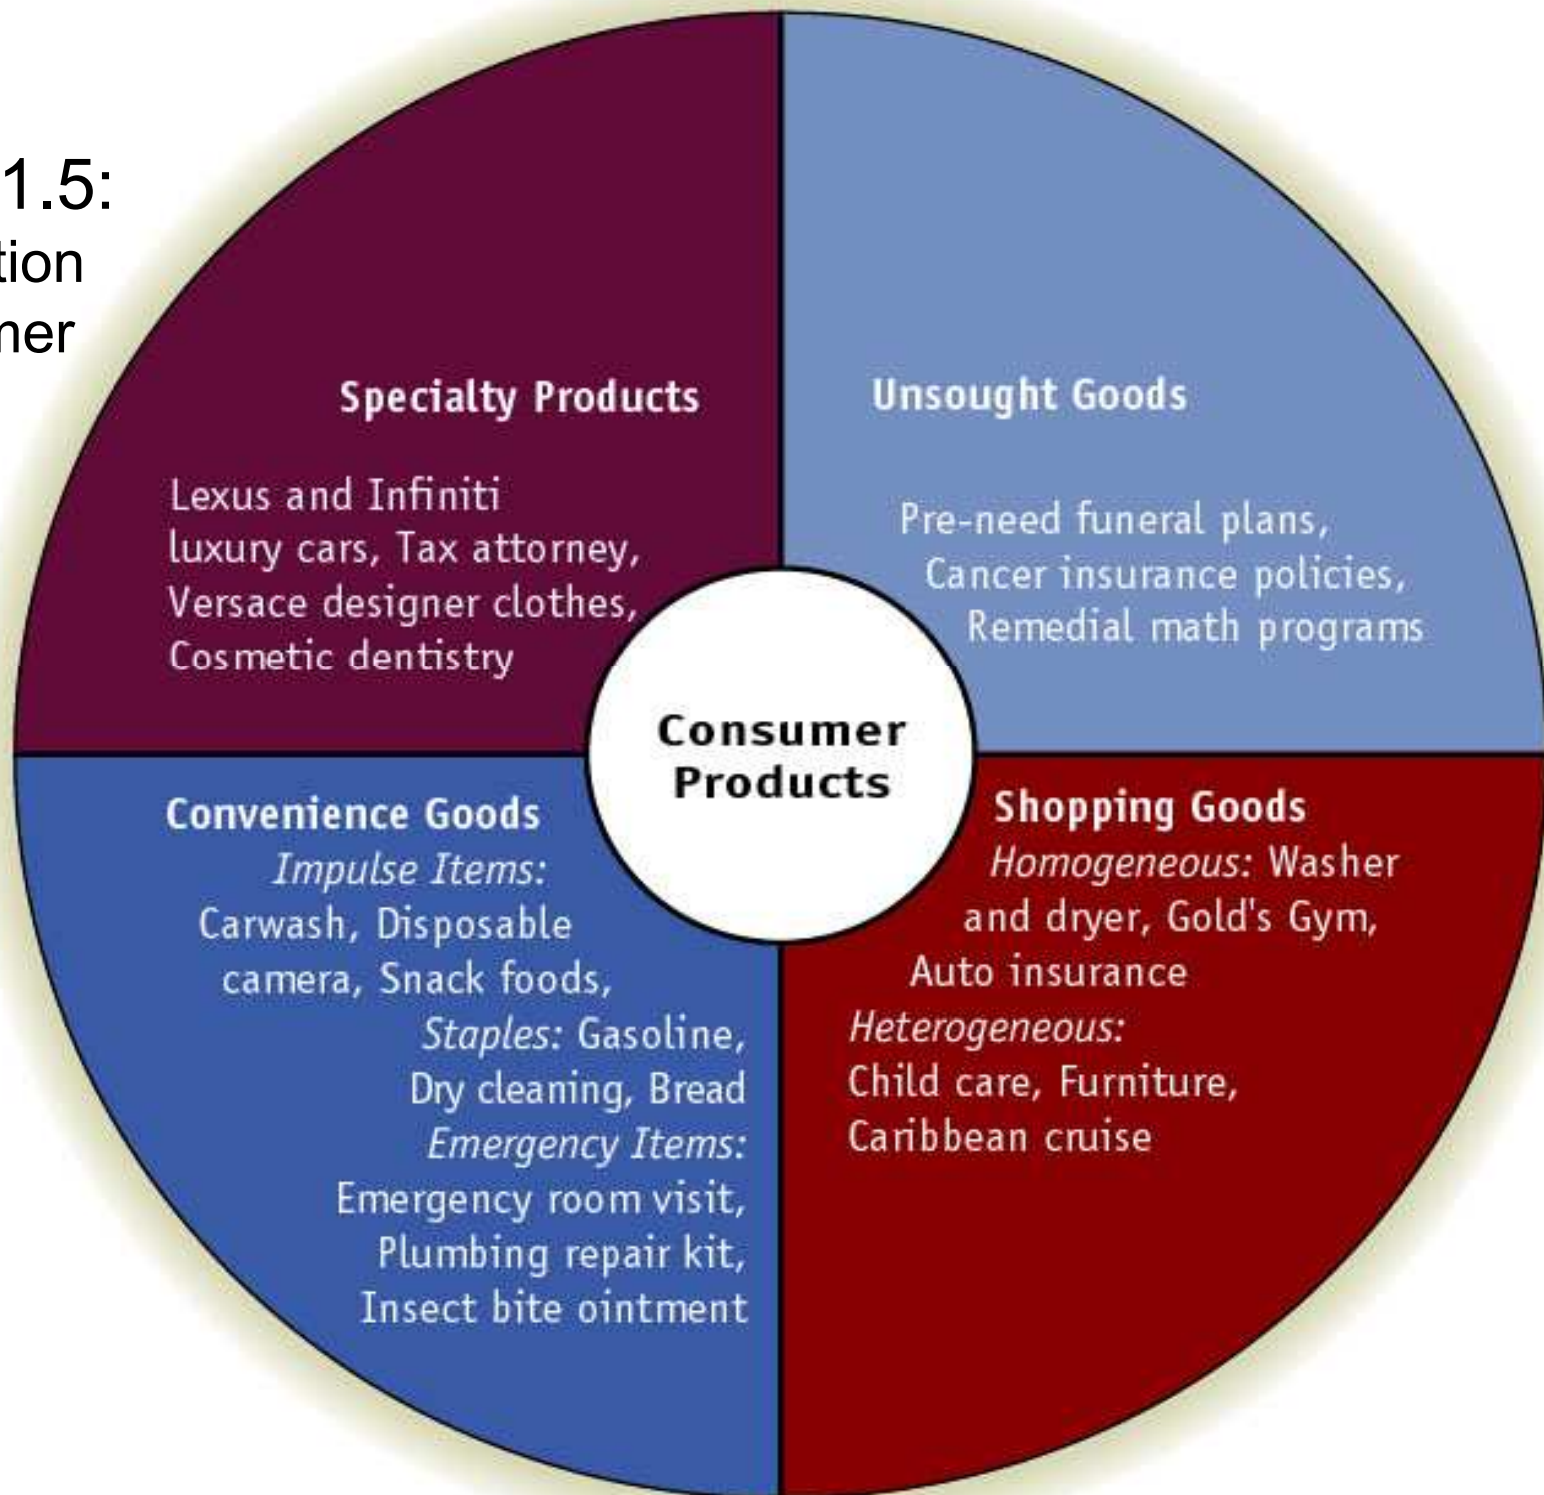 1.5:
tion
mer
Specialty Products
Lexus and Infiniti
luxury cars, Tax attorney,
Versace designer clothes,
Cosmetic dentistry
Unsought Goods
Pre-need funeral plans,
Cancer insurance policies,
Remedial math programs
Consumer
Products
Convenience Goods
Impulse Items:
Carwash, Disposable
camera, Snack foods,
Staples: Gasoline,
Dry cleaning, Bread
Emergency Items:
Emergency room visit,
Plumbing repair kit,
Insect bite ointment
Shopping Goods
Homogeneous: Washer
and dryer, Gold's Gym,
Auto insurance
Heterogeneous:
Child care, Furniture,
Caribbean cruise